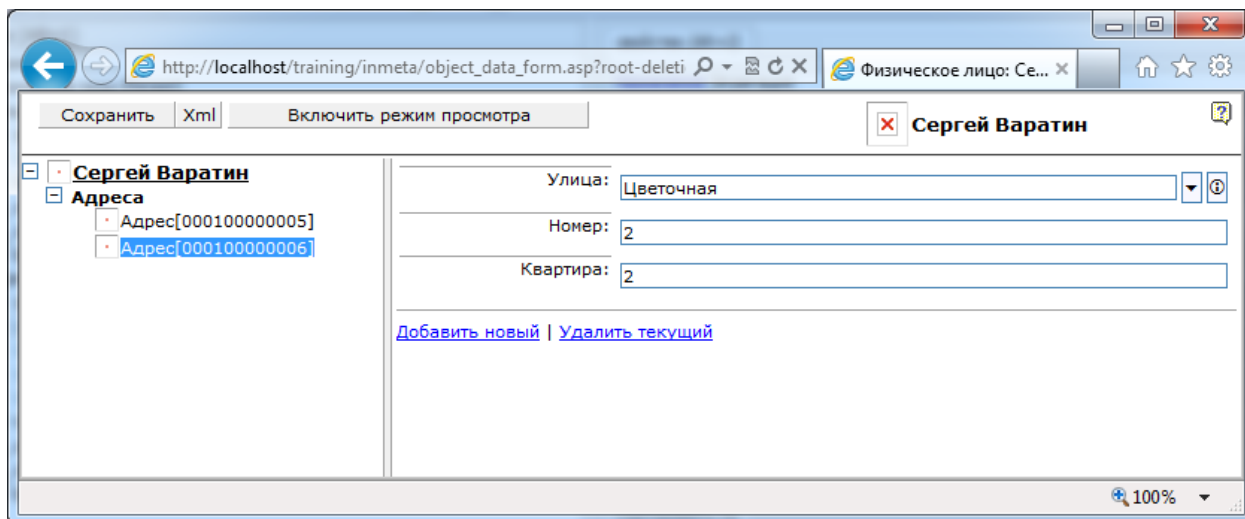 http://localhost/training/inmeta/object_data_form.asp?root-deleti
Физическое лицо: Се...
Сохранить Xml Включить режим просмотра
Сергей Варатин
Сергей Варатин
Адреса
Адрес[000100000005]
Адрес[000100000006]
Улица: Цветочная
Номер: 2
Квартира: 2
Добавить новый | Удалить текущий
100%